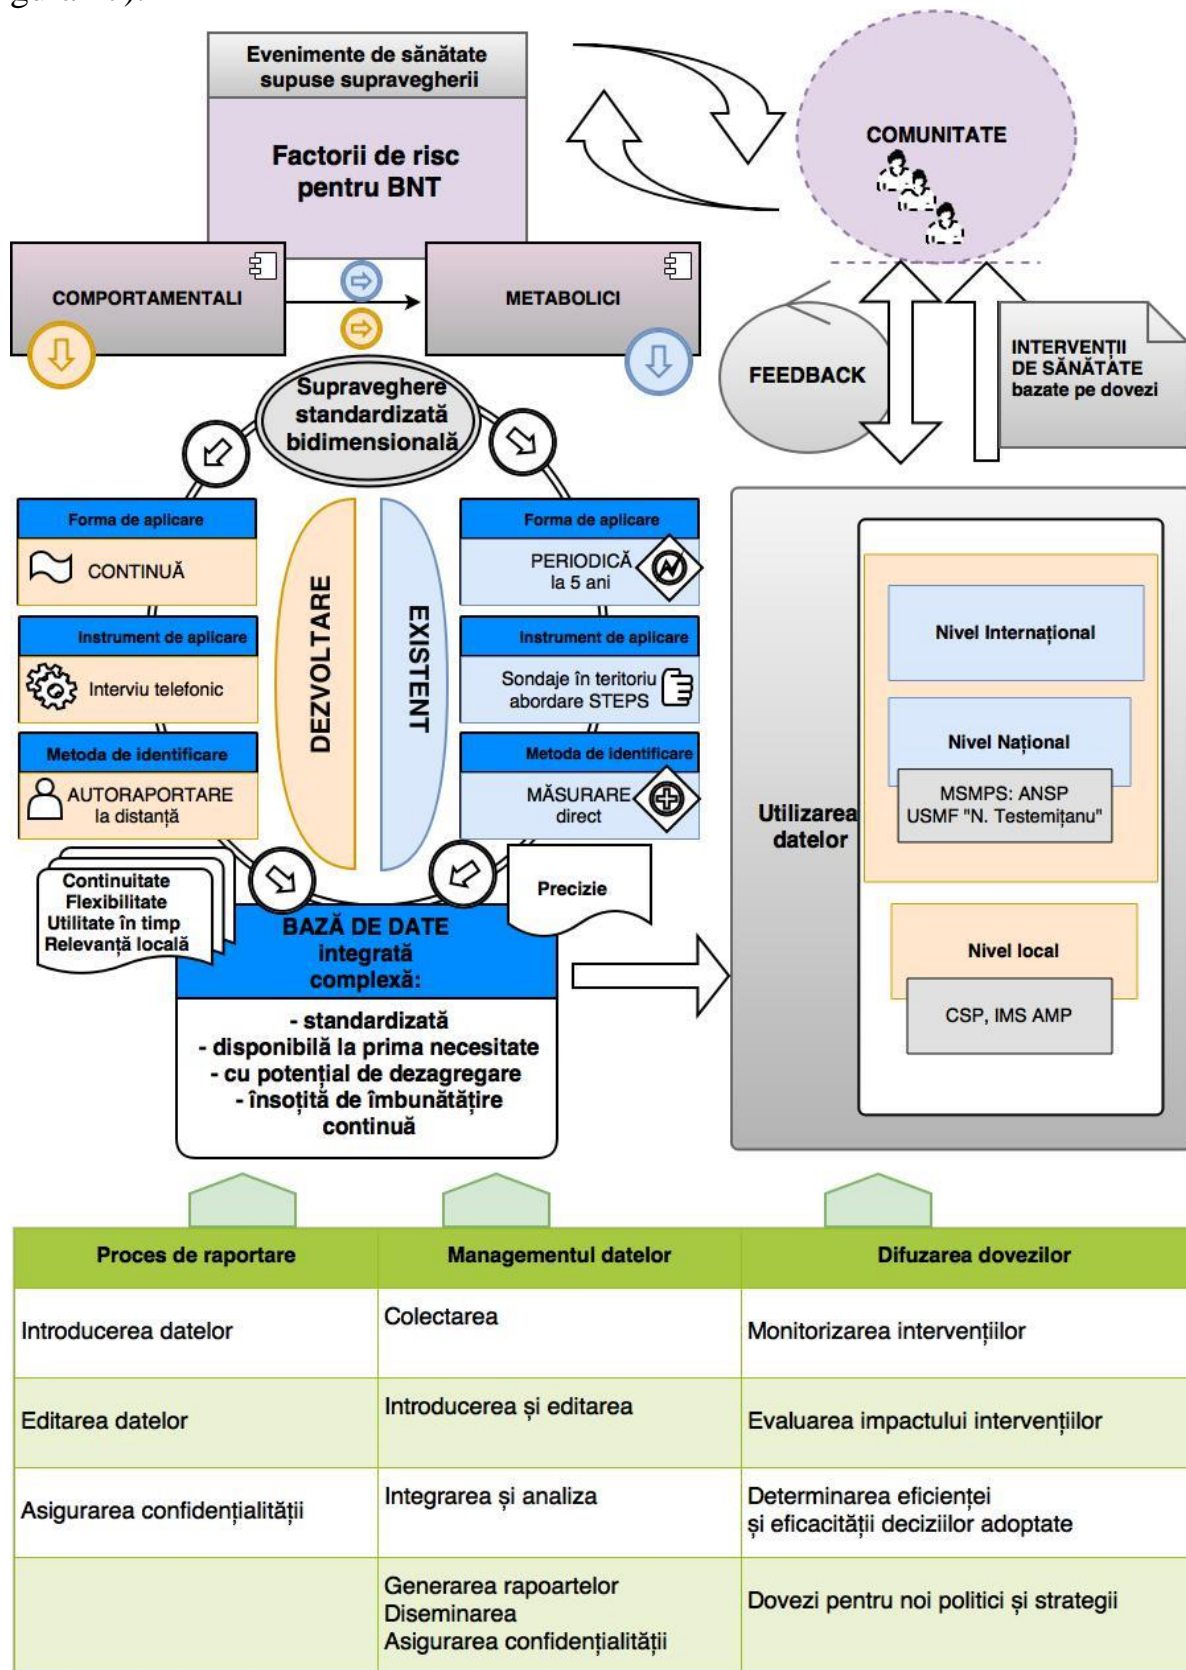 Evenimente de sănătate
supuse supravegherii
Factorii de risc
pentru BNT
COMUNITATE
COMPORTAMENTALI
METABOLICI
FEEDBACK
INTERVENȚII
DE SĂNĂTATE
bazate pe dovezi
Supraveghere
standardizată
bidimensională
Forma de aplicare
CONTINUĂ
Instrument de aplicare
Interviu telefonic
Metoda de identificare
AUTORAPORTARE
la distanță
DEZVOLTARE
EXISTENT
Forma de aplicare
PERIODICĂ
la 5 ani
Instrument de aplicare
Sondaje în teritoriu
abordare STEPS
Metoda de identificare
MĂSURARE
direct
Continuitate
Flexibilitate
Utilitate în timp
Relevanță locală
Precizie
BAZĂ DE DATE
integrată
complexă:
- standardizată
- disponibilă la prima necesitate
- cu potențial de dezagregare
- însoțită de îmbunătățire
continuă
Utilizarea
datelor
Nivel Internațional
Nivel Național
MSMPS: ANSP
USMF "N. Testemițanu"
Nivel local
CSP, IMS AMP
Proces de raportare
Managementul datelor
Difuzarea dovezilor
Introducerea datelor
Colectarea
Monitorizarea intervențiilor
Editarea datelor
Introducerea și editarea
Evaluarea impactului intervențiilor
Asigurarea confidențialității
Integrarea și analiza
Determinarea eficienței
și eficacității deciziilor adoptate
Generarea rapoartelor
Diseminarea
Asigurarea confidențialității
Dovezi pentru noi politici și strategii